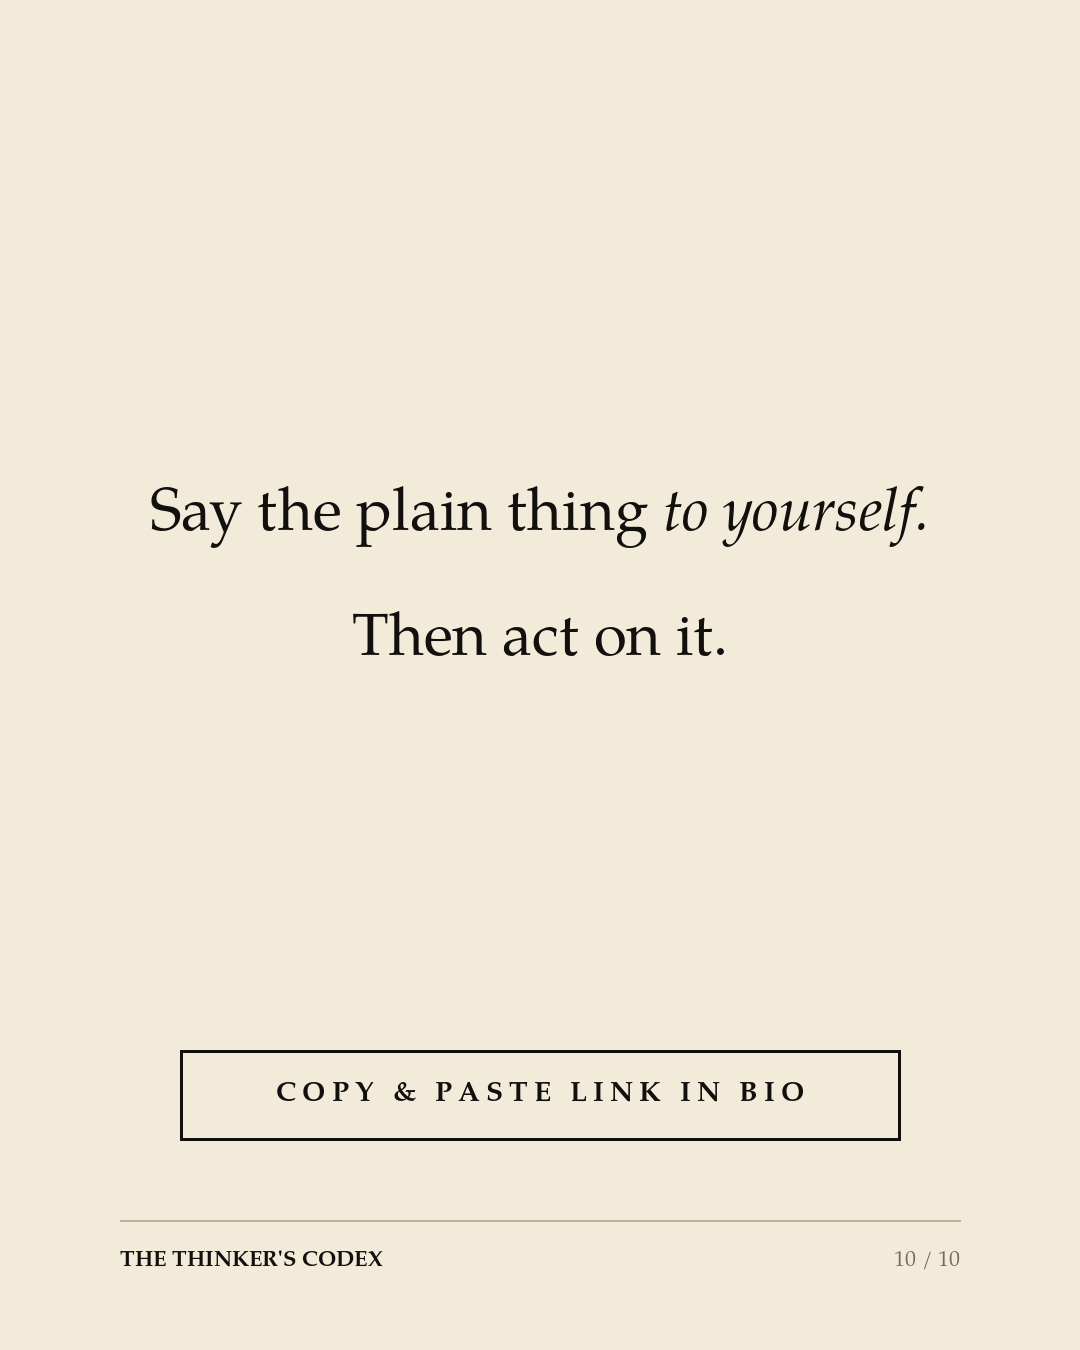 Say the plain thing to yourself.
Then act on it.
COPY & PASTE LINK IN BIO
THE THINKER'S CODEX
10 / 10